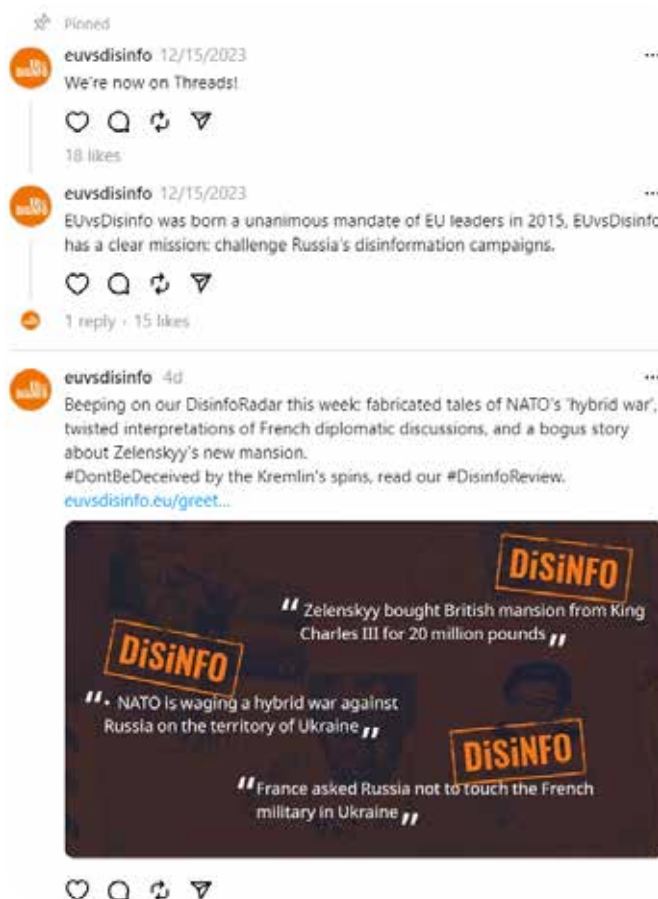 Pinned
euvsdisinfo 12/15/2023
We're now on Threads!
18 likes
euvsdisinfo 12/15/2023
EUvsDisinfo was born a unanimous mandate of EU leaders in 2015, EUvsDisinfo
has a clear mission: challenge Russia's disinformation campaigns.
1 reply · 15 likes
euvsdisinfo 4d
Beeping on our DisinfoRadar this week: fabricated tales of NATO's 'hybrid war',
twisted interpretations of French diplomatic discussions, and a bogus story
about Zelenskyy's new mansion.
#DontBeDeceived by the Kremlin's spins, read our #DisinfoReview.
euvsdisinfo.eu/greet...
DiSiNFO
"Zelenskyy bought British mansion from King
Charles III for 20 million pounds"
DiSiNFO
"• NATO is waging a hybrid war against
Russia on the territory of Ukraine"
DiSiNFO
"France asked Russia not to touch the French
military in Ukraine"